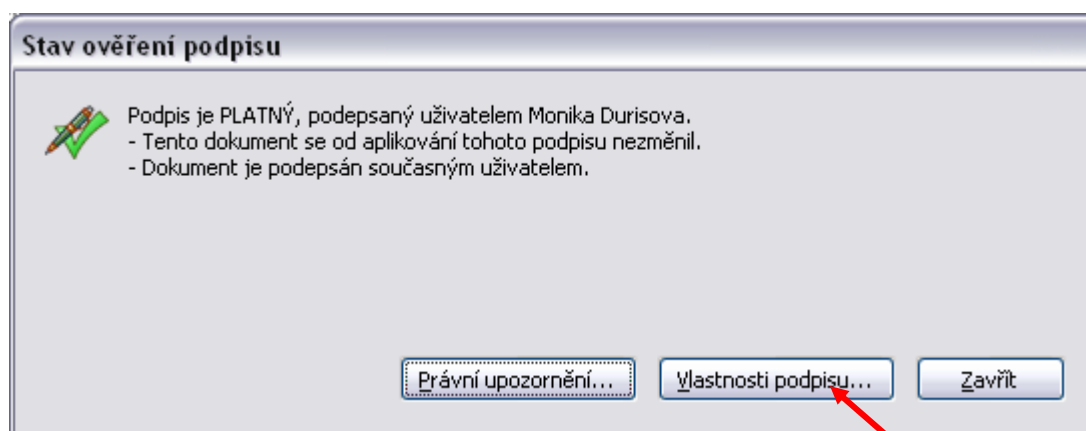 Stav ověření podpisu
Podpis je PLATNÝ, podepsaný uživatelem Monika Durisova.
- Tento dokument se od aplikování tohoto podpisu nezměnil.
- Dokument je podepsán současným uživatelem.
Právní upozornění... Vlastnosti podpisu... Zavřít